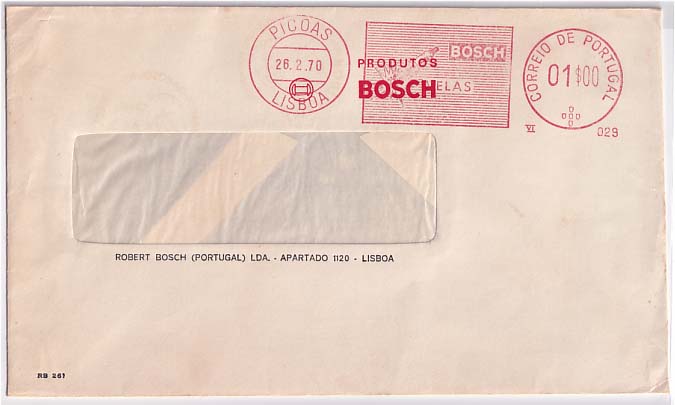 PICOAS
26.2.70
LISBOA
BOSCH
PRODUTOS
BOSCH
ELAS
CORREIO DE PORTUGAL
01$00
VI
029
ROBERT BOSCH (PORTUGAL) LDA. - APARTADO 1120 - LISBOA
RB 261